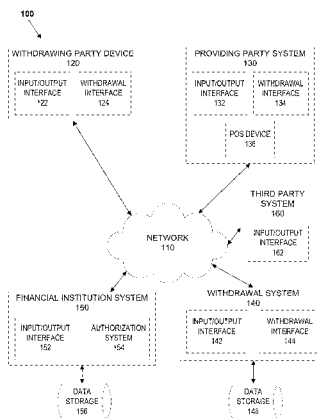 100
WITHDRAWING PARTY DEVICE
120
INPUT/OUTPUT
INTERFACE
122
WITHDRAWAL
INTERFACE
124
PROVIDING PARTY SYSTEM
130
INPUT/OUTPUT
INTERFACE
132
WITHDRAWAL
INTERFACE
134
POS DEVICE
136
THIRD PARTY
SYSTEM
160
INPUT/OUTPUT
INTERFACE
162
NETWORK
110
FINANCIAL INSTITUTION SYSTEM
150
INPUT/OUTPUT
INTERFACE
152
AUTHORIZATION
SYSTEM
154
WITHDRAWAL SYSTEM
140
INPUT/OUTPUT
INTERFACE
142
WITHDRAWAL
INTERFACE
144
DATA
STORAGE
156
DATA
STORAGE
146